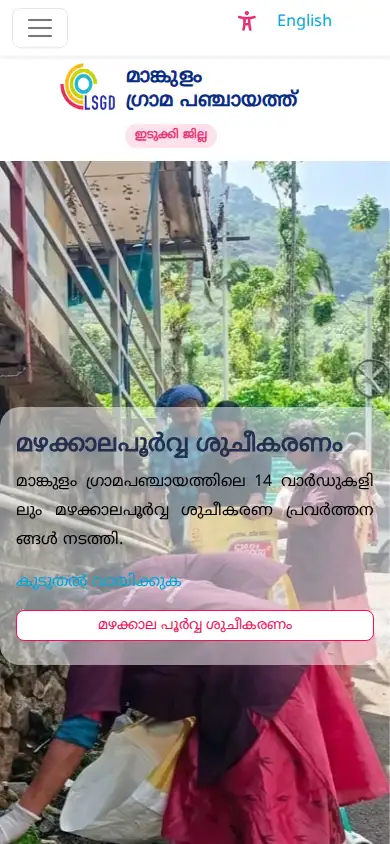 English
LSGD
മാങ്കുളം
ഗ്രാമ പഞ്ചായത്ത്
ഇടുക്കി ജില്ല
മഴക്കാലപൂർവ്വ ശുചീകരണം
മാങ്കുളം ഗ്രാമപഞ്ചായത്തിലെ 14 വാർഡുകളി
ലും മഴക്കാലപൂർവ്വ ശുചീകരണ പ്രവർത്തന
ങ്ങൾ നടത്തി.
കൂടുതൽ വായിക്കുക
മഴക്കാല പൂർവ്വ ശുചീകരണം